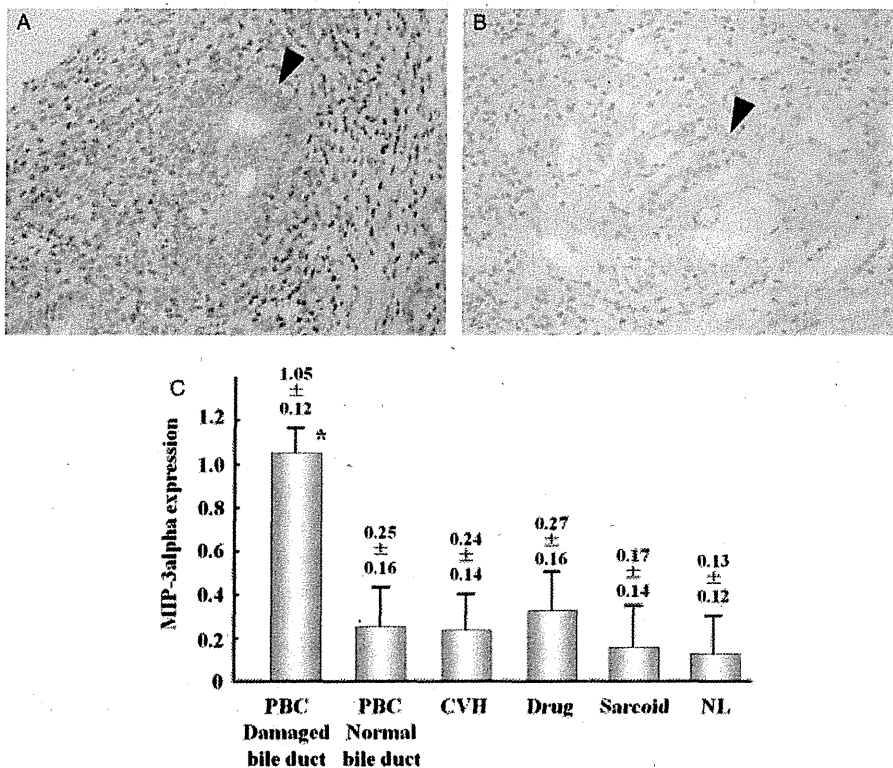 A
B
C
MIP-3alpha expression
1.2
1.0
0.8
0.6
0.4
0.2
0
1.05
±
0.12
*
0.25
±
0.16
0.24
±
0.14
0.27
±
0.16
0.17
±
0.14
0.13
±
0.12
PBC
Damaged
bile duct
PBC
Normal
bile duct
CVH
Drug
Sarcoid
NL